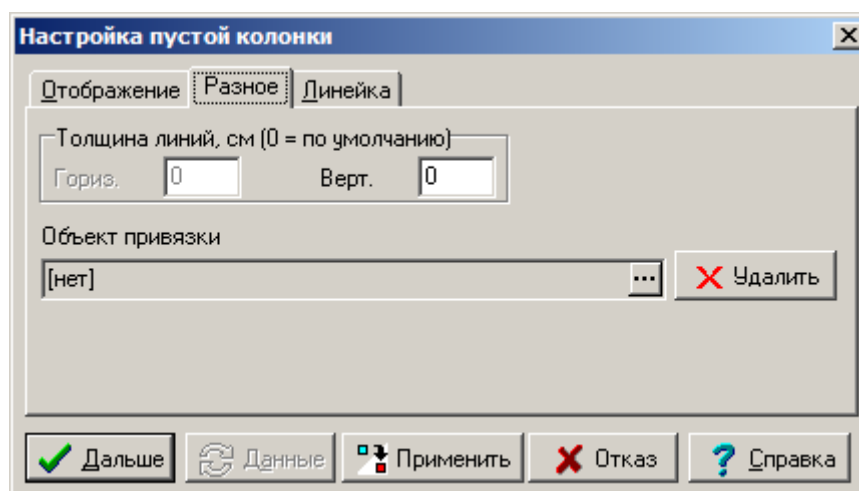 Настройка пустой колонки
Отображение Разное Линейка
Толщина линий, см (0 = по умолчанию)
Гориз. 0 Верт. 0
Объект привязки
[нет] ... Удалить
Дальше Данные Применить Отказ ? Справка